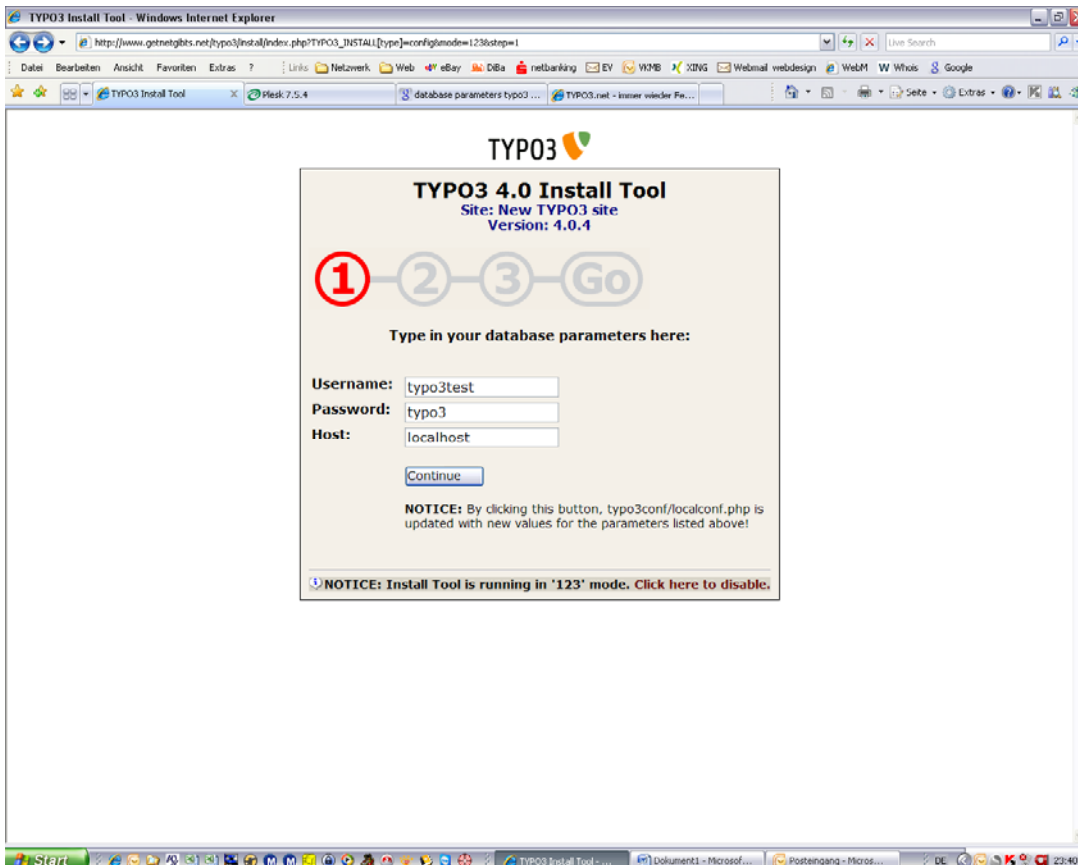 TYPO3 Install Tool - Windows Internet Explorer
http://www.getnetgibts.net/typo3/install/index.php?TYPO3_INSTALL[type]=config&mode=123&step=1
Live Search
Datei Bearbeiten Ansicht Favoriten Extras ? Links Netzwerk Web eBay DiBa netbanking EV VKMB XING Webmail webdesign WebM W Whois Google
TYPO3 Install Tool X Plesk 7.5.4 database parameters typo3 ... TYPO3.net - immer wieder Fe... Seite Extras
TYPO3
TYPO3 4.0 Install Tool
Site: New TYPO3 site
Version: 4.0.4
1 2 3 Go
Type in your database parameters here:
Username: typo3test
Password: typo3
Host: localhost
Continue
NOTICE: By clicking this button, typo3conf/localconf.php is
updated with new values for the parameters listed above!
NOTICE: Install Tool is running in '123' mode. Click here to disable.
Start TYPO3 Install Tool - ... Dokument1 - Microsof... Posteingang - Micros... DE 23:46